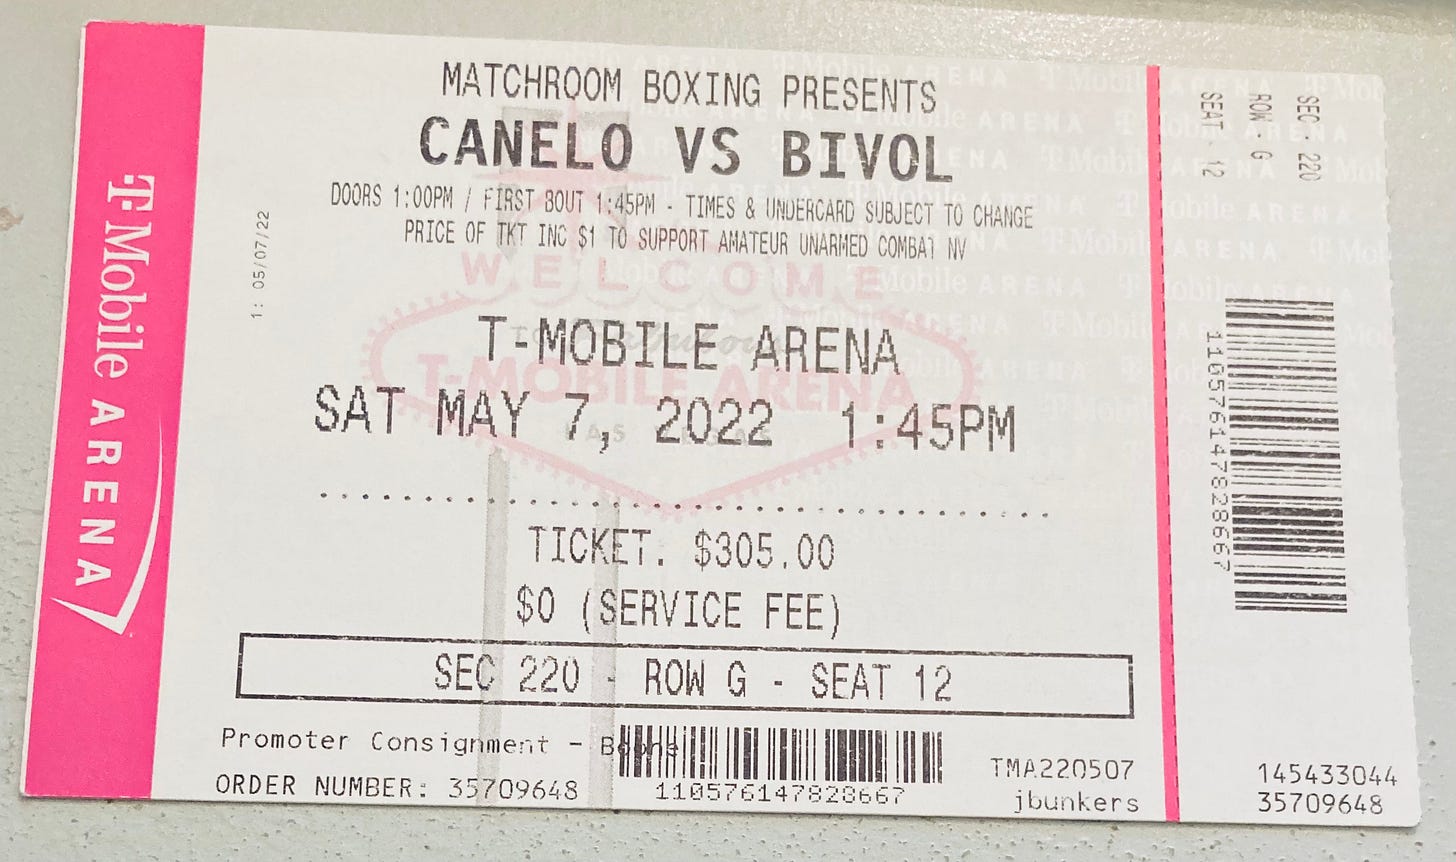 T Mobile ARENA
1: 05/07/22
MATCHROOM BOXING PRESENTS
CANELO VS BIVOL
DOORS 1:00PM / FIRST BOUT 1:45PM - TIMES & UNDERCARD SUBJECT TO CHANGE
PRICE OF TKT INC $1 TO SUPPORT AMATEUR UNARMED COMBAT NV
WELCOME
T-MOBILE ARENA
T-MOBILE ARENA
SAT MAY 7, 2022 1:45PM
TICKET. $305.00
$0 (SERVICE FEE)
SEC 220 - ROW G - SEAT 12
Promoter Consignment - Boone
ORDER NUMBER: 35709648
110576147828667
TMA220507
jbunkers
SEC. 220
ROW G
SEAT 12
110576147828667
145433044
35709648